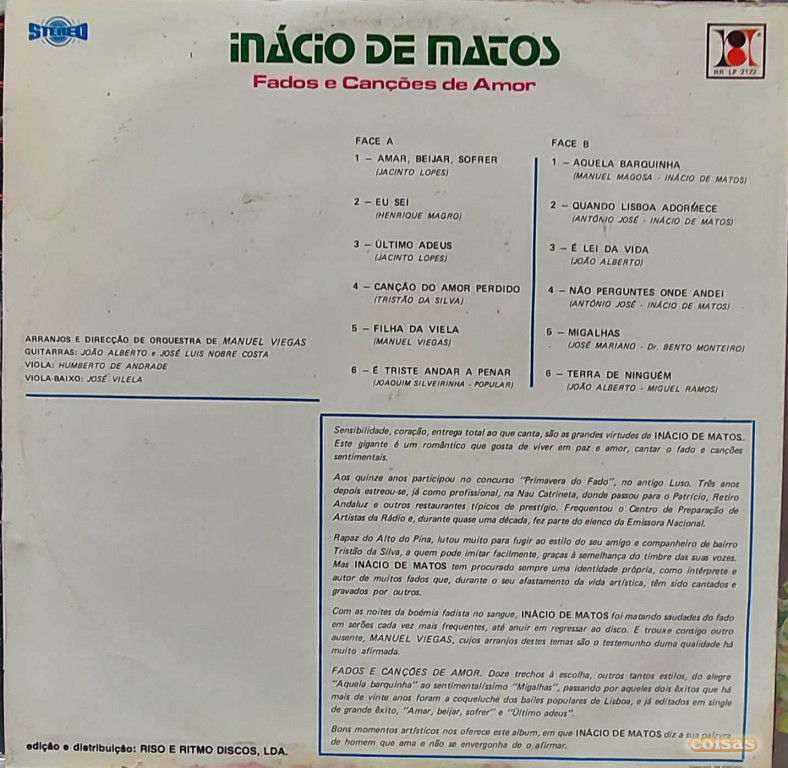 STEREO
INÁCIO DE MATOS
Fados e Canções de Amor
RR LP 2122
FACE A
1 – AMAR, BEIJAR, SOFRER
(JACINTO LOPES)
2 – EU SEI
(HENRIQUE MAGRO)
3 – ÚLTIMO ADEUS
(JACINTO LOPES)
4 – CANÇÃO DO AMOR PERDIDO
(TRISTÃO DA SILVA)
5 – FILHA DA VIELA
(MANUEL VIEGAS)
6 – É TRISTE ANDAR A PENAR
(JOAQUIM SILVEIRINHA - POPULAR)
FACE B
1 – AQUELA BARQUINHA
(MANUEL MAGOSA - INÁCIO DE MATOS)
2 – QUANDO LISBOA ADORMECE
(ANTÓNIO JOSÉ - INÁCIO DE MATOS)
3 – É LEI DA VIDA
(JOÃO ALBERTO)
4 – NÃO PERGUNTES ONDE ANDEI
(ANTÓNIO JOSÉ - INÁCIO DE MATOS)
5 – MIGALHAS
(JOSÉ MARIANO - Dr. BENTO MONTEIRO)
6 – TERRA DE NINGUÉM
(JOÃO ALBERTO - MIGUEL RAMOS)
ARRANJOS E DIRECÇÃO DE ORQUESTRA DE MANUEL VIEGAS
GUITARRAS: JOÃO ALBERTO e JOSÉ LUIS NOBRE COSTA
VIOLA: HUMBERTO DE ANDRADE
VIOLA-BAIXO: JOSÉ VILELA
Sensibilidade, coração, entrega total ao que canta, são as grandes virtudes de INÁCIO DE MATOS.
Este gigante é um romântico que gosta de viver em paz e amor, cantar o fado e canções
sentimentais.
Aos quinze anos participou no concurso "Primavera do Fado", no antigo Luso. Três anos
depois estreou-se, já como profissional, na Nau Catrineta, donde passou para o Patrício, Retiro
Andaluz e outros restaurantes típicos de prestígio. Frequentou o Centro de Preparação de
Artistas da Rádio e, durante quase uma década, fez parte do elenco da Emissora Nacional.
Rapaz do Alto do Pina, lutou muito para fugir ao estilo do seu amigo e companheiro de bairro
Tristão da Silva, a quem pode imitar facilmente, graças à semelhança do timbre das suas vozes.
Mas INÁCIO DE MATOS tem procurado sempre uma identidade própria, como intérprete e
autor de muitos fados que, durante o seu afastamento da vida artística, têm sido cantados e
gravados por outros.
Com as noites da boémia fadista no sangue, INÁCIO DE MATOS foi matando saudades do fado
em serões cada vez mais frequentes, até anuir em regressar ao disco. E trouxe consigo outro
ausente, MANUEL VIEGAS, cujos arranjos destes temas são o testemunho duma qualidade há
muito afirmada.
FADOS E CANÇÕES DE AMOR. Doze trechos à escolha, outros tantos estilos, do alegre
"Aquela barquinha" ao sentimentalíssimo "Migalhas", passando por aqueles dois êxitos que há
mais de vinte anos foram a coqueluche dos bailes populares de Lisboa, e já editados em single
de grande êxito, "Amar, beijar, sofrer" e "Último adeus".
Bons momentos artísticos nos oferece este album, em que INÁCIO DE MATOS diz a sua palavra
de homem que ama e não se envergonha de o afirmar.
edição e distribuição: RISO E RITMO DISCOS, LDA.
coisas